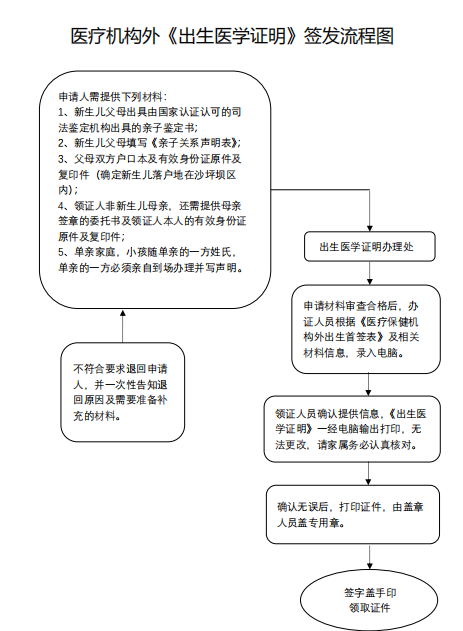 医疗机构外《出生医学证明》签发流程图
申请人需提供下列材料：
1、新生儿父母出具由国家认证认可的司
法鉴定机构出具的亲子鉴定书；
2、新生儿父母填写《亲子关系声明表》；
3、父母双方户口本及有效身份证原件及
复印件（确定新生儿落户地在沙坪坝区
内）；
4、领证人非新生儿母亲，还需提供母亲
签章的委托书及领证人本人的有效身份证
原件及复印件；
5、单亲家庭，小孩随单亲的一方姓氏，
单亲的一方必须亲自到场办理并写声明。
出生医学证明办理处
申请材料审查合格后，办
证人员根据《医疗保健机
构外出生首签表》及相关
材料信息，录入电脑。
不符合要求退回申请
人，并一次性告知退
回原因及需要准备补
充的材料。
领证人员确认提供信息，《出生医
学证明》一经电脑输出打印，无
法更改，请家属务必认真核对。
确认无误后，打印证件，由盖章
人员盖专用章。
签字盖手印
领取证件